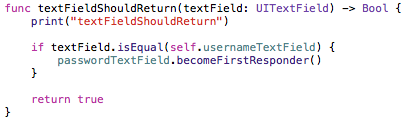 func textFieldShouldReturn(textField: UITextField) -> Bool {
    print("textFieldShouldReturn")
    if textField.isEqual(self.usernameTextField) {
        passwordTextField.becomeFirstResponder()
    }
    return true
}